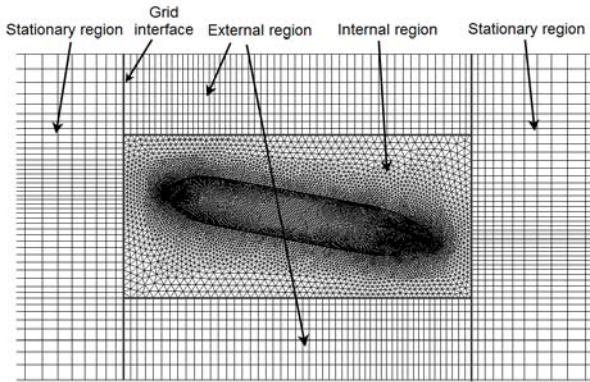 Stationary region
Grid
interface
External region
Internal region
Stationary region